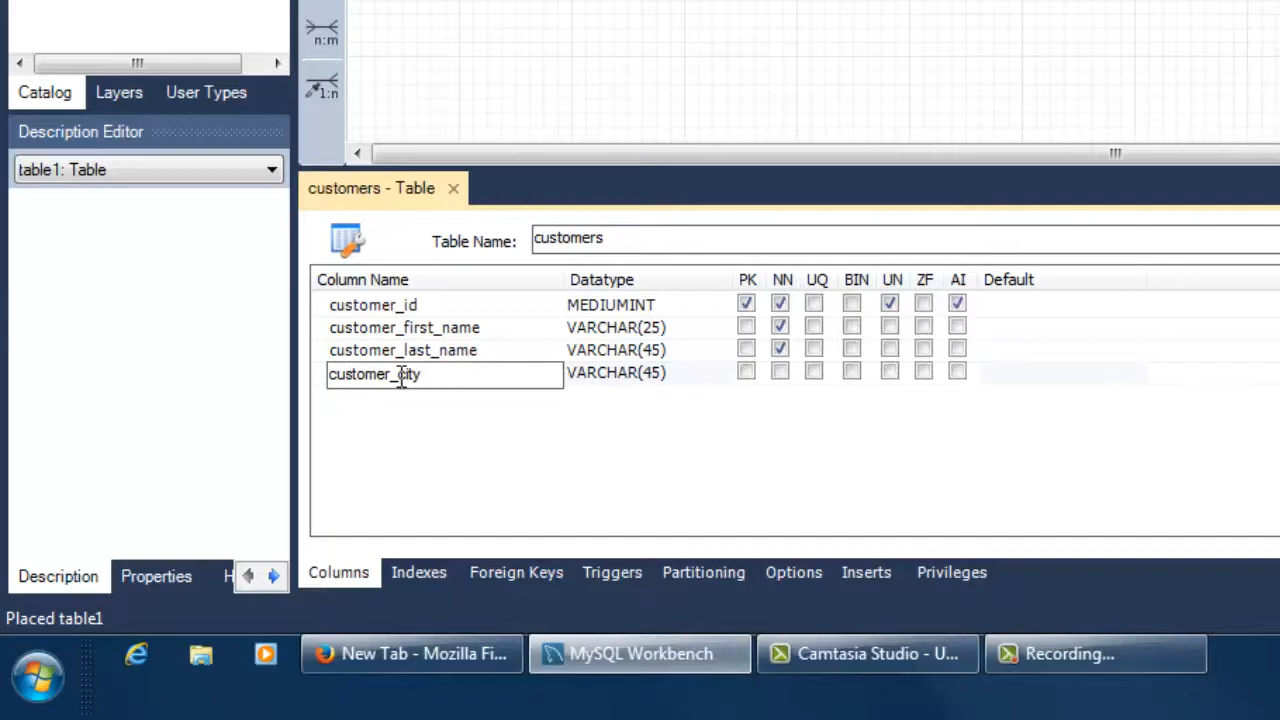 n:m
1:n
Catalog Layers User Types
Description Editor
table1: Table
customers - Table
Table Name: customers
Column Name Datatype PK NN UQ BIN UN ZF AI Default
customer_id MEDIUMINT
customer_first_name VARCHAR(25)
customer_last_name VARCHAR(45)
customer_city VARCHAR(45)
Description Properties
Columns Indexes Foreign Keys Triggers Partitioning Options Inserts Privileges
Placed table1
New Tab - Mozilla Fi... MySQL Workbench Camtasia Studio - U... Recording...